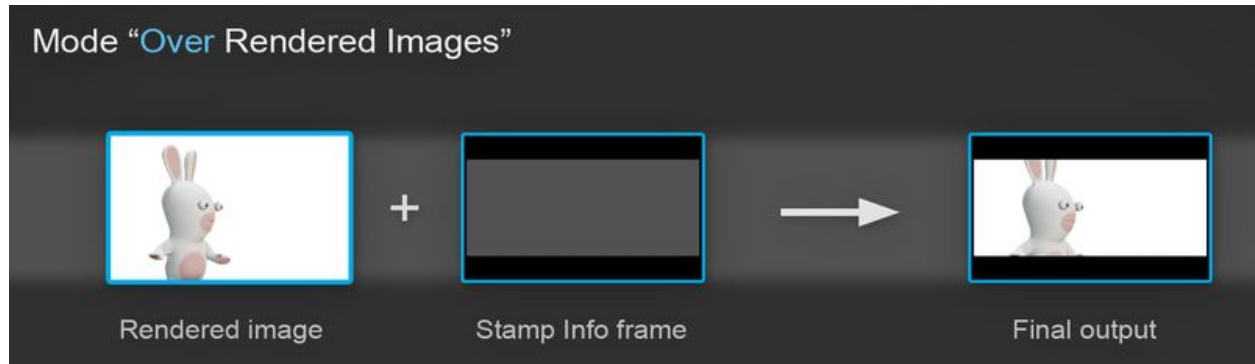 Mode “Over Rendered Images”
+
Rendered image
Stamp Info frame
Final output